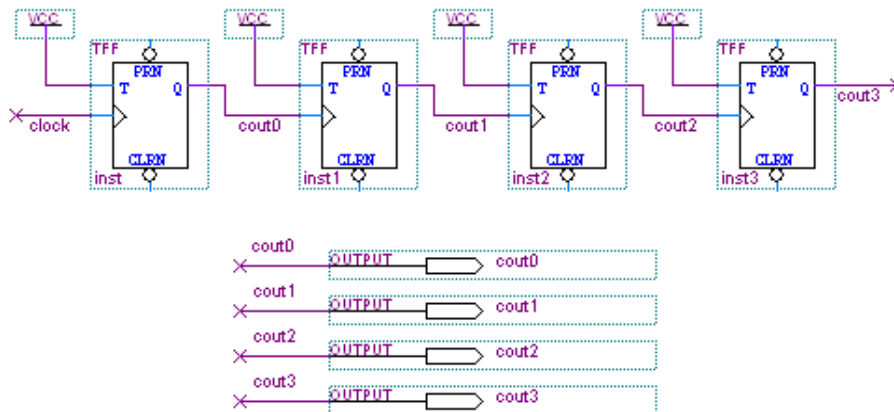 VCC VCC VCC VCC
TFF TFF TFF TFF
PRN PRN PRN PRN
T Q T Q T Q T Q
clock cout0 cout1 cout2 cout3
CLRN CLRN CLRN CLRN
inst inst1 inst2 inst3
cout0 OUTPUT cout0
cout1 OUTPUT cout1
cout2 OUTPUT cout2
cout3 OUTPUT cout3